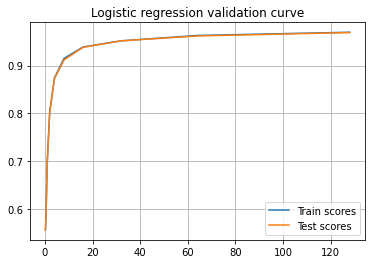 Logistic regression validation curve
0.9
0.8
0.7
0.6
Train scores
Test scores
0 20 40 60 80 100 120